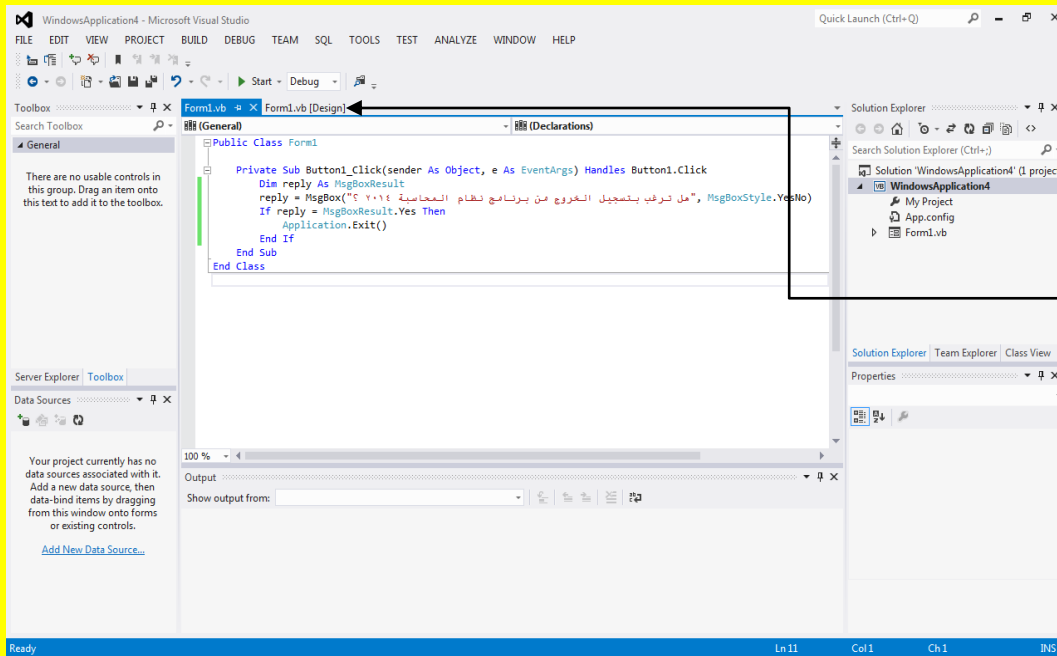 WindowsApplication4 - Microsoft Visual Studio
Quick Launch (Ctrl+Q)
FILE EDIT VIEW PROJECT BUILD DEBUG TEAM SQL TOOLS TEST ANALYZE WINDOW HELP
Start Debug
Toolbox
Search Toolbox
General
There are no usable controls in
this group. Drag an item onto
this text to add it to the toolbox.
Server Explorer Toolbox
Data Sources
Your project currently has no
data sources associated with it.
Add a new data source, then
data-bind items by dragging
from this window onto forms
or existing controls.
Add New Data Source...
Form1.vb Form1.vb [Design]
(General) (Declarations)
Public Class Form1
Private Sub Button1_Click(sender As Object, e As EventArgs) Handles Button1.Click
Dim reply As MsgBoxResult
reply = MsgBox("هل ترغب بتسجيل الخروج من برنامج نظام المحاسبة ٢٠١٤ ؟", MsgBoxStyle.YesNo)
If reply = MsgBoxResult.Yes Then
Application.Exit()
End If
End Sub
End Class
100 %
Output
Show output from:
Solution Explorer
Search Solution Explorer (Ctrl+;)
Solution 'WindowsApplication4' (1 project
WindowsApplication4
My Project
App.config
Form1.vb
Solution Explorer Team Explorer Class View
Properties
Ready Ln 11 Col 1 Ch 1 INS